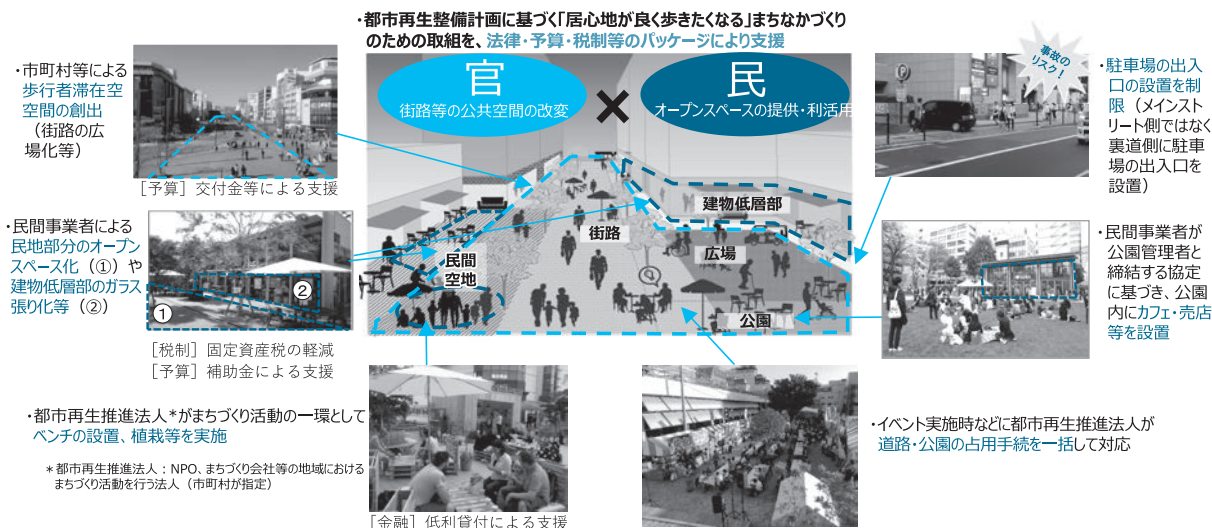 ・都市再生整備計画に基づく「居心地が良く歩きたくなる」まちなかづくり
のための取組を、法律・予算・税制等のパッケージにより支援
官
街路等の公共空間の改変
×
民
オープンスペースの提供・利活用
・市町村等による
歩行者滞在空
空間の創出
（街路の広
場化等）
［予算］交付金等による支援
・民間事業者による
民地部分のオープン
スペース化（①）や
建物低層部のガラス
張り化等（②）
①
②
［税制］固定資産税の軽減
［予算］補助金による支援
建物低層部
街路
広場
民間
空地
公園
事故の
リスク！
・駐車場の出入
口の設置を制
限（メインスト
リート側ではなく
裏道側に駐車
場の出入口を
設置）
・民間事業者が
公園管理者と
締結する協定
に基づき、公園
内にカフェ・売店
等を設置
・都市再生推進法人*がまちづくり活動の一環として
ベンチの設置、植栽等を実施
*都市再生推進法人：NPO、まちづくり会社等の地域における
まちづくり活動を行う法人（市町村が指定）
［金融］低利貸付による支援
・イベント実施時などに都市再生推進法人が
道路・公園の占用手続を一括して対応